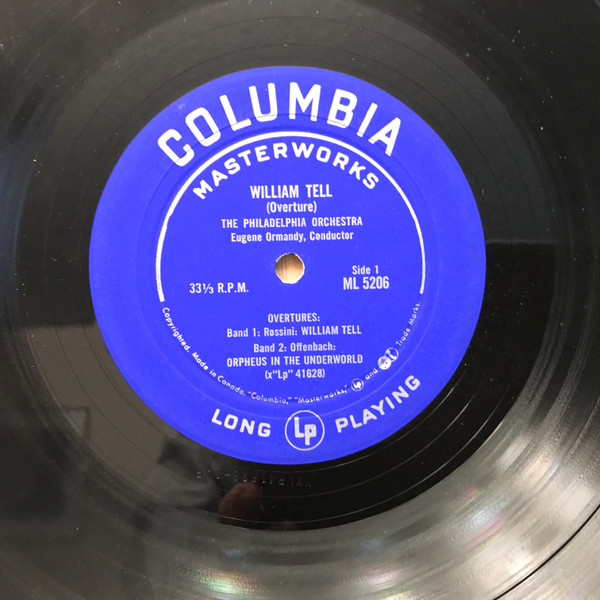 COLUMBIA
MASTERWORKS
WILLIAM TELL
(Overture)
THE PHILADELPHIA ORCHESTRA
Eugene Ormandy, Conductor
Side 1
33⅓ R.P.M.
ML 5206
OVERTURES:
Band 1: Rossini: WILLIAM TELL
Band 2: Offenbach:
ORPHEUS IN THE UNDERWORLD
(x"Lp" 41628)
Copyrighted. Made in Canada. "Columbia," "Masterworks," Lp and Trade Marks.
LONG Lp PLAYING